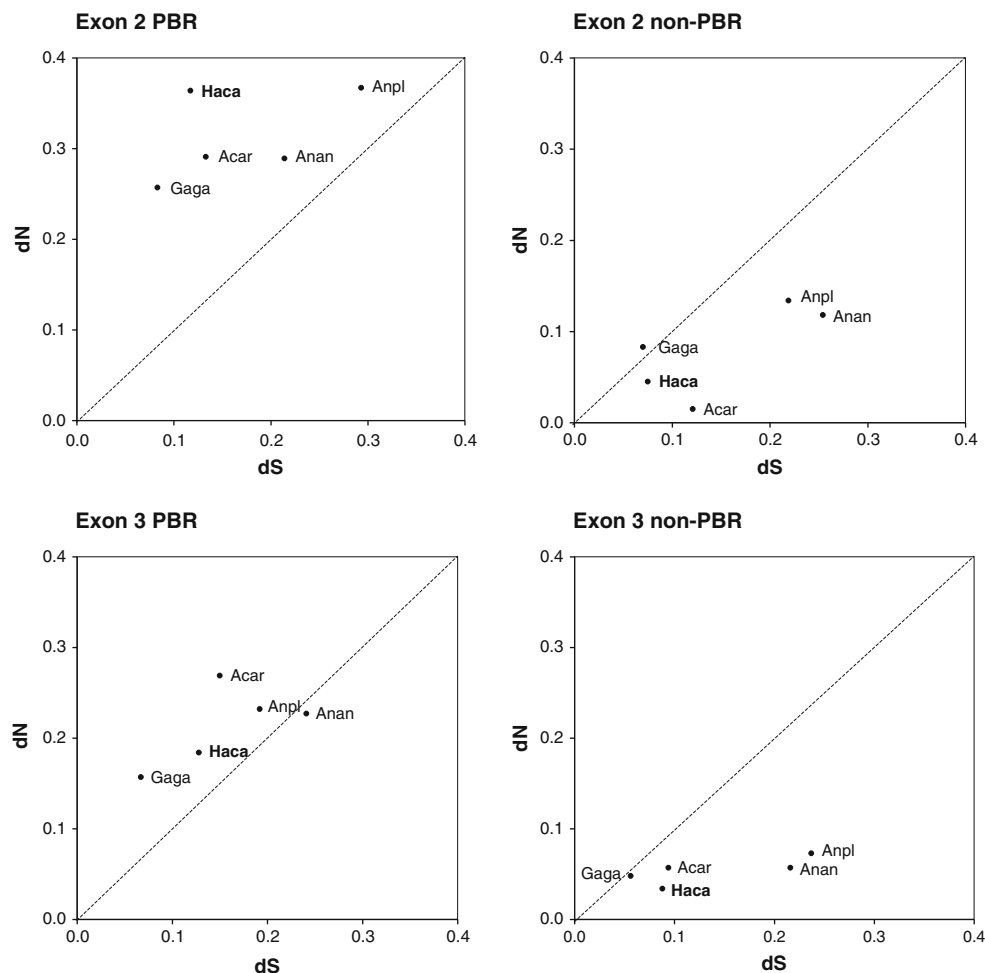 Exon 2 PBR
0.4
0.3
0.2
0.1
0.0
dN
Haca
Anpl
Acar
Anan
Gaga
0.0 0.1 0.2 0.3 0.4
dS
Exon 2 non-PBR
0.4
0.3
0.2
0.1
0.0
dN
Anpl
Anan
Gaga
Haca
Acar
0.0 0.1 0.2 0.3 0.4
dS
Exon 3 PBR
0.4
0.3
0.2
0.1
0.0
dN
Acar
Anpl
Anan
Haca
Gaga
0.0 0.1 0.2 0.3 0.4
dS
Exon 3 non-PBR
0.4
0.3
0.2
0.1
0.0
dN
Anpl
Gaga
Acar
Anan
Haca
0.0 0.1 0.2 0.3 0.4
dS